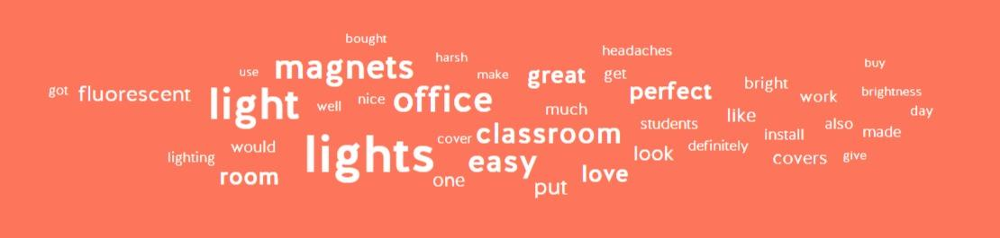 bought
headaches
harsh
buy
use
magnets
make
great
get
bright
got
fluorescent
perfect
brightness
work
light
well
nice
office
much
day
like
students
also
made
install
lights
cover
classroom
would
definitely
look
covers
give
lighting
easy
room
love
one
put